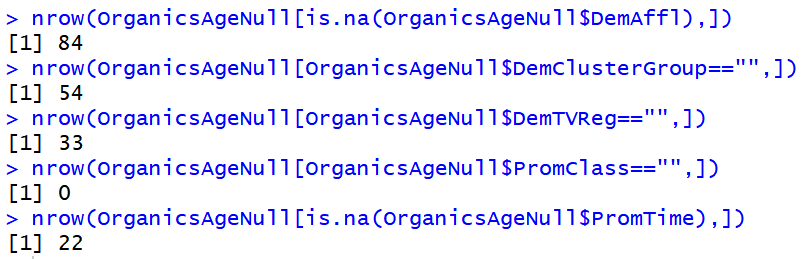 > nrow(OrganicsAgeNull[is.na(OrganicsAgeNull$DemAffl),])
[1] 84
> nrow(OrganicsAgeNull[OrganicsAgeNull$DemClusterGroup=="",])
[1] 54
> nrow(OrganicsAgeNull[OrganicsAgeNull$DemTVReg=="",])
[1] 33
> nrow(OrganicsAgeNull[OrganicsAgeNull$PromClass=="",])
[1] 0
> nrow(OrganicsAgeNull[is.na(OrganicsAgeNull$PromTime),])
[1] 22